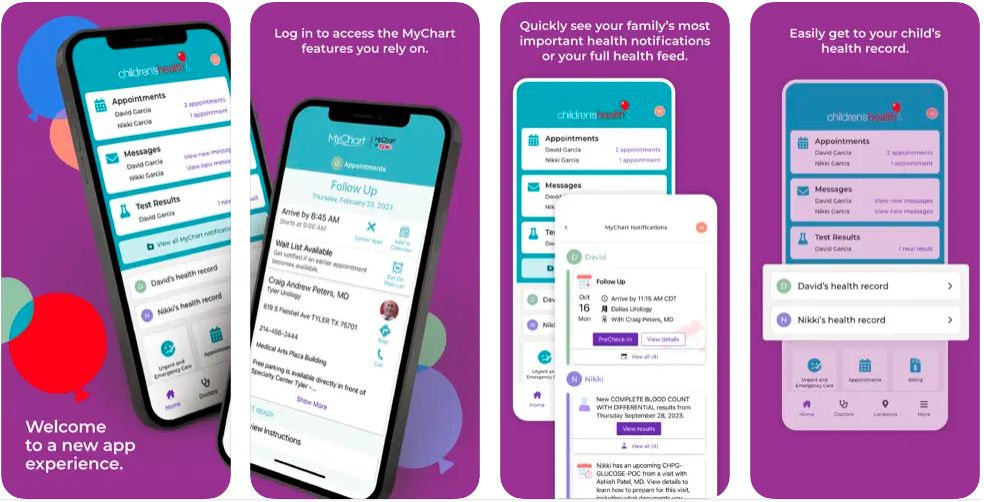 childrenshealth
Appointments
David Garcia
2 appointments
Nikki Garcia
1 appointment
Messages
David Garcia
View new messages
Nikki Garcia
View new
Test Results
David Garcia
1 new result
View all MyChart
D
David's health record
N
Nikki's health record
Urgent and
Emergency Care
Home
Doctors
Welcome
to a new app
experience.
Log in to access the MyChart
features you rely on.
MyChart
MyChart
Epic
D Appointments
Follow Up
Thursday, February 23, 2023
Arrive by 8:45 AM
Starts at 9:00 AM
Cancel Appt
Add to
Calendar
Wait List Available
Get notified if an earlier appointment
becomes available.
Get On
Wait List
Craig Andrew Peters, MD
Tyler Urology
619 S Fleishel Ave TYLER TX 75701
Map
214-456-2444
Call
Medical Arts Plaza Building
Free parking is available directly in front of
Specialty Center Tyler -...
Show More
READY
View Instructions
Quickly see your family's most
important health notifications
or your full health feed.
childrenshealth
Appointments
David Garcia
2 appointments
Nikki Garcia
1 appointment
Messages
David
Nikki
D
N
Urgent and
Emergency Care
Home
MyChart Notifications
D David
Follow Up
Oct
16
Mon
Arrive by 11:15 AM CDT
Dallas Urology
With Craig Peters, MD
PreCheck-In
View details
View all (4)
N Nikki
New COMPLETE BLOOD COUNT
WITH DIFFERENTIAL results from
Thursday September 28, 2023.
View results
View all (4)
Nikki has an upcoming CHPG-
GLUCOSE-POC from a visit with
Ashish Patel, MD. View details to
learn how to prepare for this visit,
including what documents you
Easily get to your child's
health record.
childrenshealth
Appointments
David Garcia
2 appointments
Nikki Garcia
1 appointment
Messages
David Garcia
View new messages
Nikki Garcia
View new messages
Test Results
David Garcia
1 new result
D David's health record
N Nikki's health record
Urgent and
Emergency Care
Appointments
Billing
Home
Doctors
Locations
More